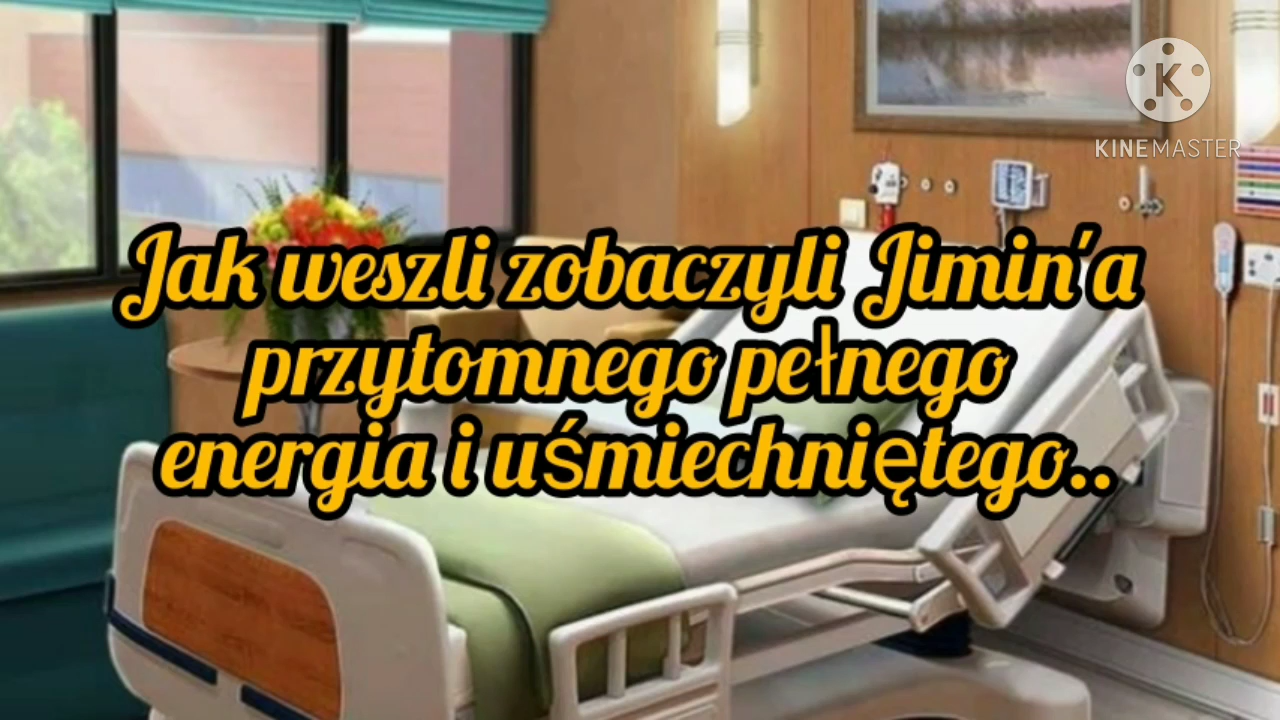 K
KINEMASTER
Jak weszli zobaczyli Jimin'a
przytomnego pełnego
energia i uśmiechniętego..